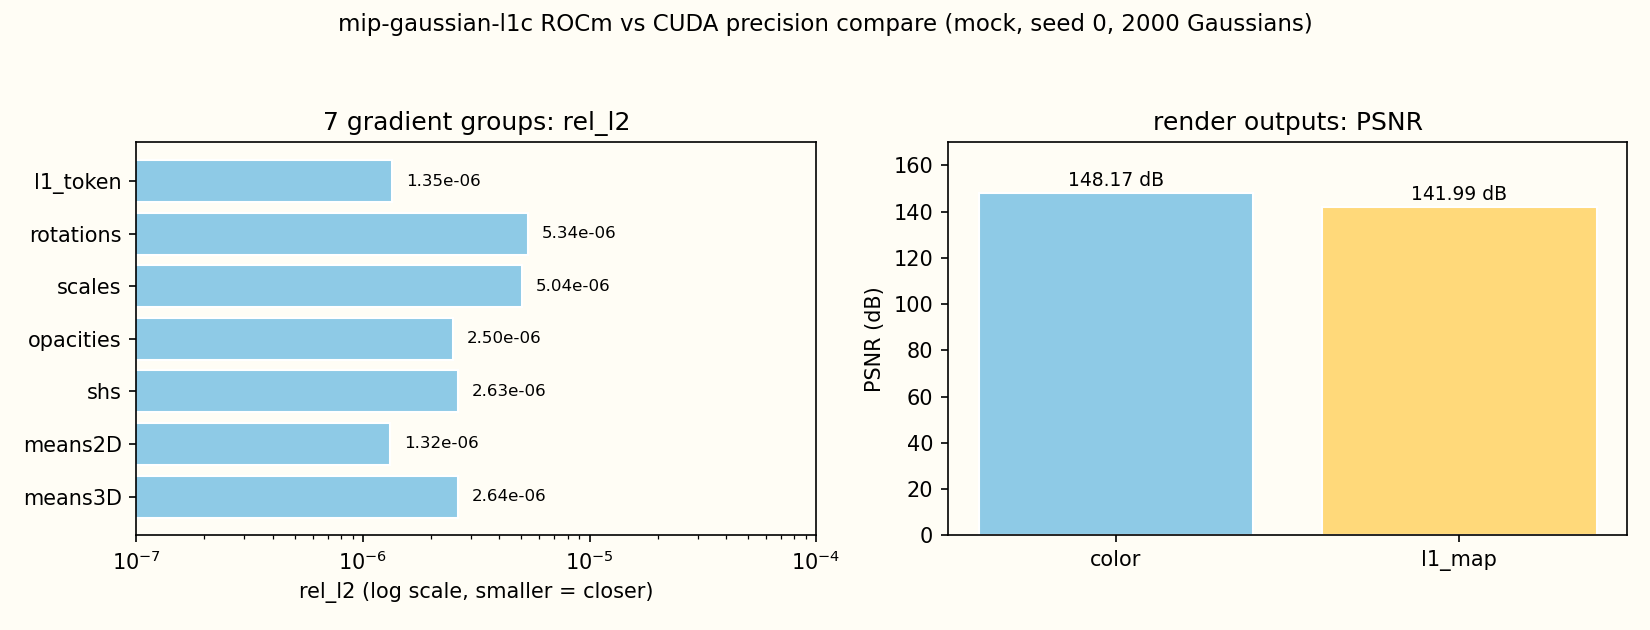 mip-gaussian-l1c ROCm vs CUDA precision compare (mock, seed 0, 2000 Gaussians)
7 gradient groups: rel_l2
l1_token
1.35e-06
rotations
5.34e-06
scales
5.04e-06
opacities
2.50e-06
shs
2.63e-06
means2D
1.32e-06
means3D
2.64e-06
10⁻⁷ 10⁻⁶ 10⁻⁵ 10⁻⁴
rel_l2 (log scale, smaller = closer)
render outputs: PSNR
PSNR (dB)
160
140
120
100
80
60
40
20
0
148.17 dB
141.99 dB
color
l1_map